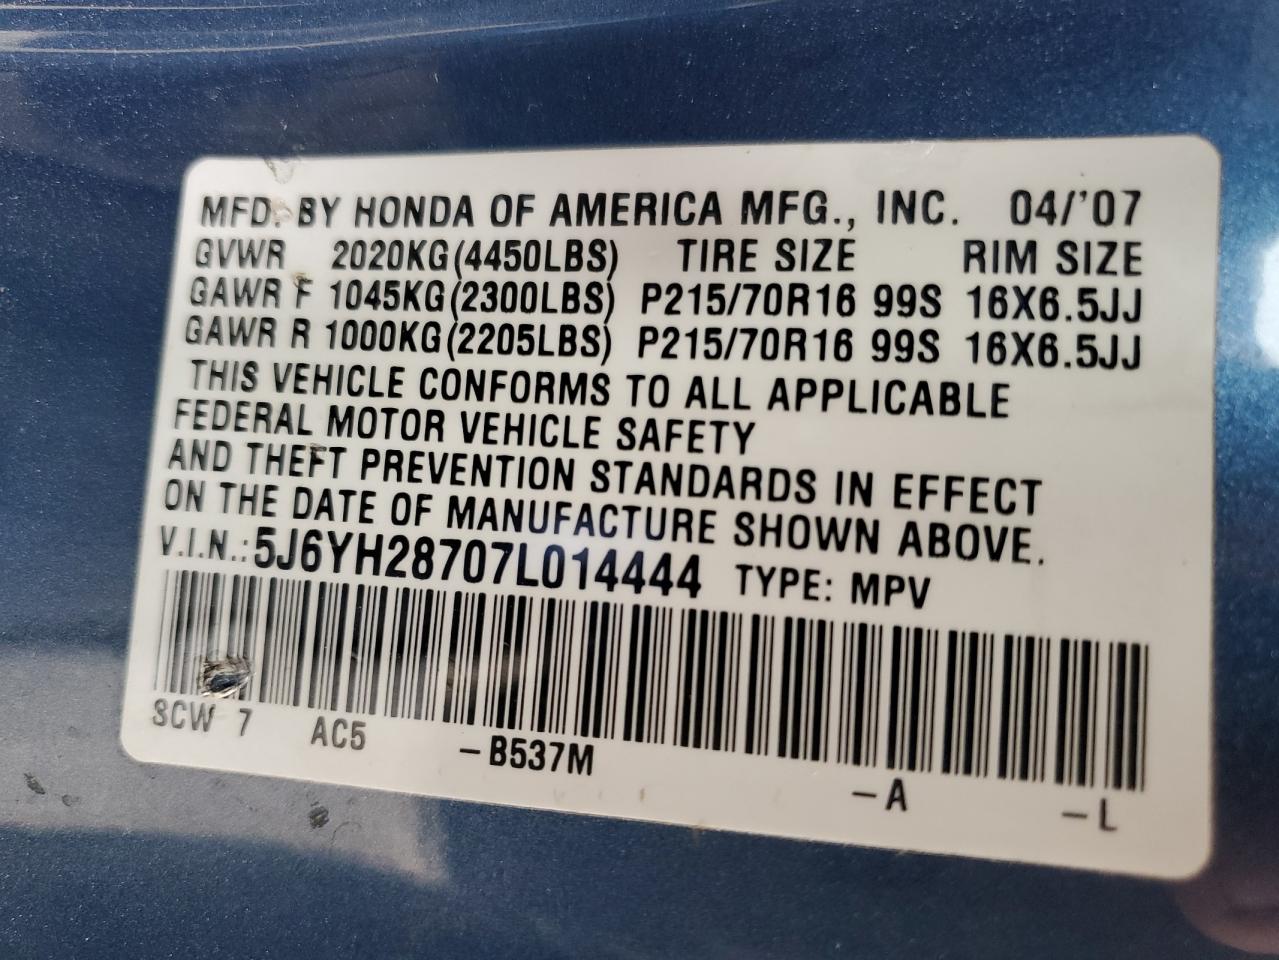 MFD. BY HONDA OF AMERICA MFG., INC. 04/'07
GVWR 2020KG(4450LBS) TIRE SIZE RIM SIZE
GAWR F 1045KG(2300LBS) P215/70R16 99S 16X6.5JJ
GAWR R 1000KG(2205LBS) P215/70R16 99S 16X6.5JJ
THIS VEHICLE CONFORMS TO ALL APPLICABLE
FEDERAL MOTOR VEHICLE SAFETY
AND THEFT PREVENTION STANDARDS IN EFFECT
ON THE DATE OF MANUFACTURE SHOWN ABOVE.
V.I.N.: 5J6YH28707L014444 TYPE: MPV
SCW 7 AC5 -B537M -A -L